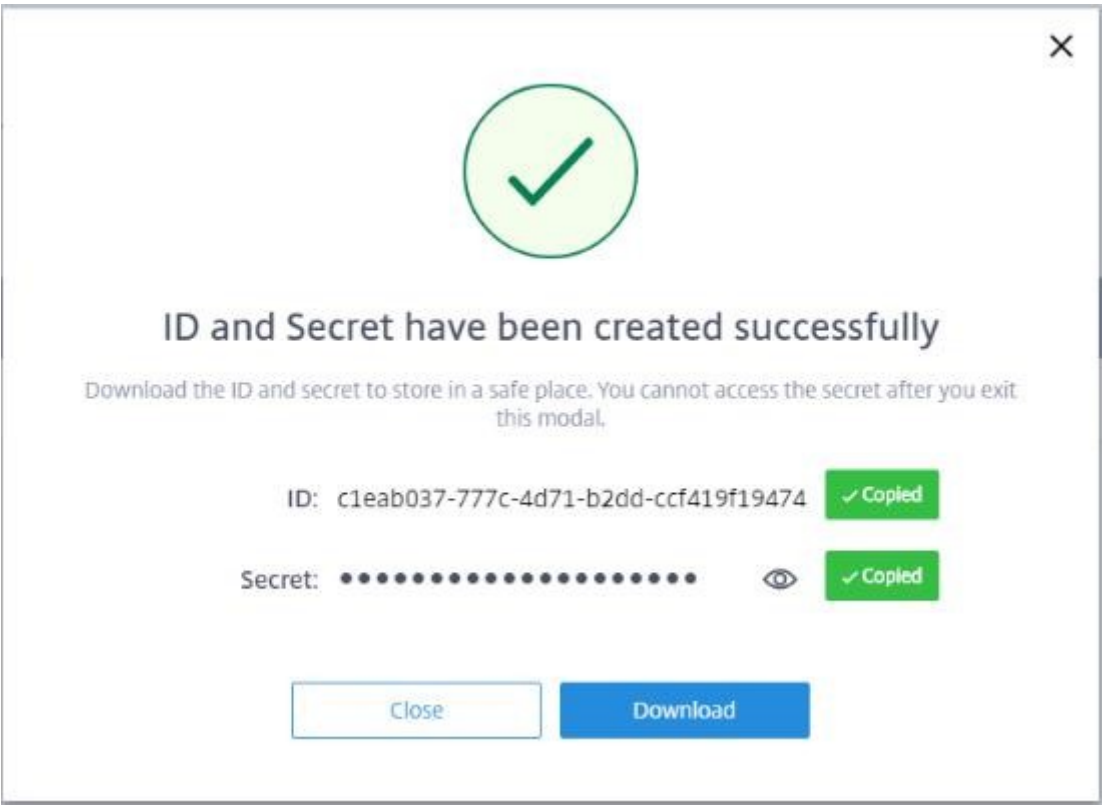 ID and Secret have been created successfully
Download the ID and secret to store in a safe place. You cannot access the secret after you exit
this modal.
ID: c1eab037-777c-4d71-b2dd-ccf419f19474 Copied
Secret: •••••••••••••••••••• Copied
Close Download